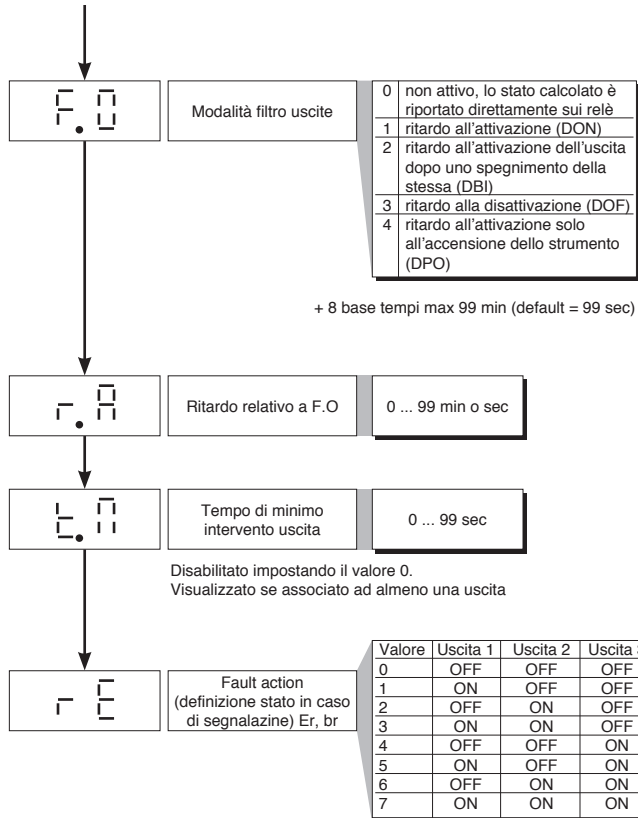 F.0
Modalità filtro uscite
0 non attivo, lo stato calcolato è
riportato direttamente sui relè
1 ritardo all'attivazione (DON)
2 ritardo all'attivazione dell'uscita
dopo uno spegnimento della
stessa (DBI)
3 ritardo alla disattivazione (DOF)
4 ritardo all'attivazione solo
all'accensione dello strumento
(DPO)
+ 8 base tempi max 99 min (default = 99 sec)
r.A
Ritardo relativo a F.O
0 ... 99 min o sec
t.M
Tempo di minimo
intervento uscita
0 ... 99 sec
Disabilitato impostando il valore 0.
Visualizzato se associato ad almeno una uscita
rE
Fault action
(definizione stato in caso
di segnalazine) Er, br
Valore Uscita 1 Uscita 2 Uscita
0 OFF OFF OFF
1 ON OFF OFF
2 OFF ON OFF
3 ON ON OFF
4 OFF OFF ON
5 ON OFF ON
6 OFF ON ON
7 ON ON ON